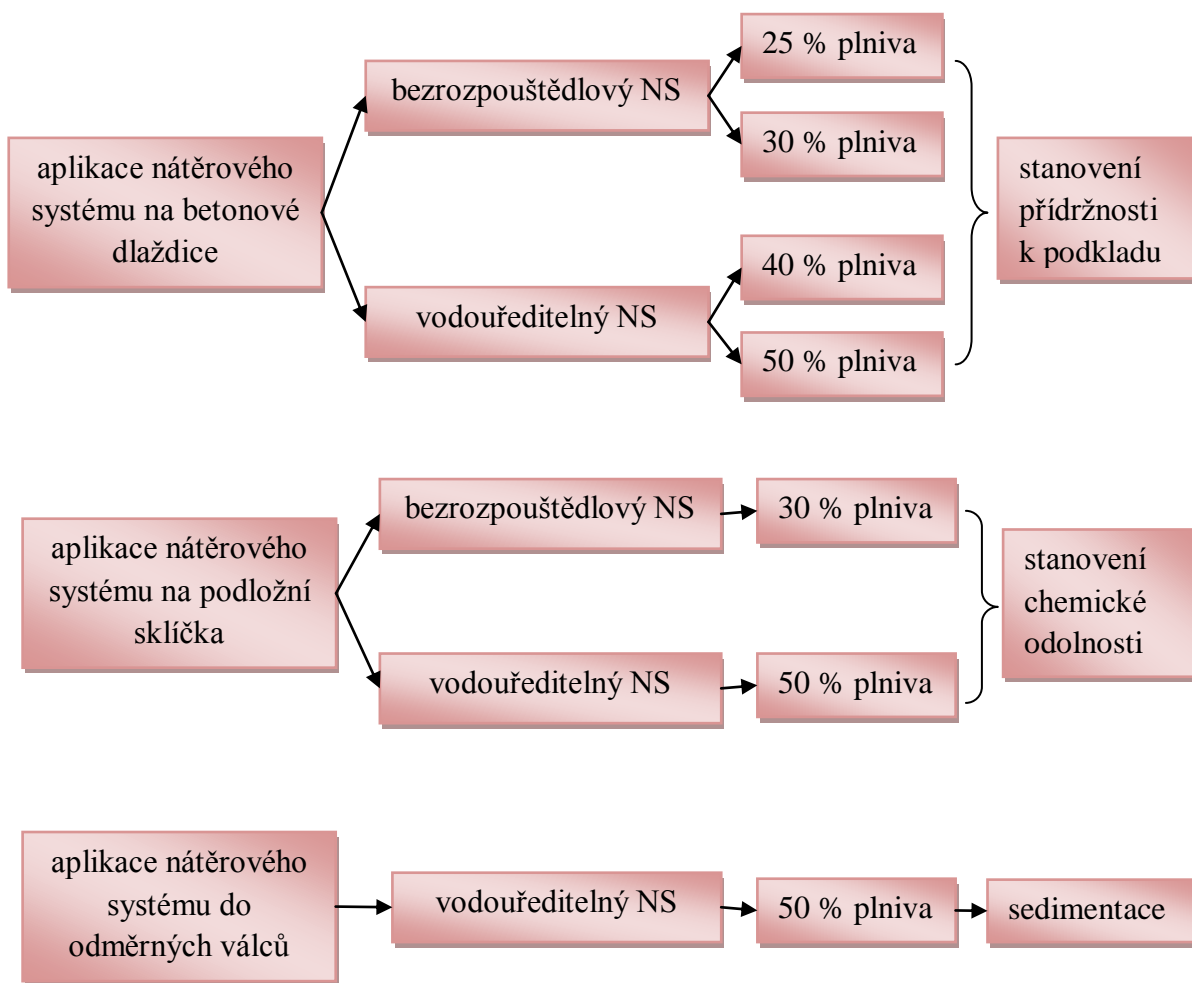 aplikace nátěrového
systému na betonové
dlaždice
bezrozpouštědlový NS
25 % plniva
30 % plniva
vodouředitelný NS
40 % plniva
50 % plniva
stanovení
přídržnosti
k podkladu
aplikace nátěrového
systému na podložní
sklíčka
bezrozpouštědlový NS
30 % plniva
vodouředitelný NS
50 % plniva
stanovení
chemické
odolnosti
aplikace nátěrového
systému do
odměrných válců
vodouředitelný NS
50 % plniva
sedimentace